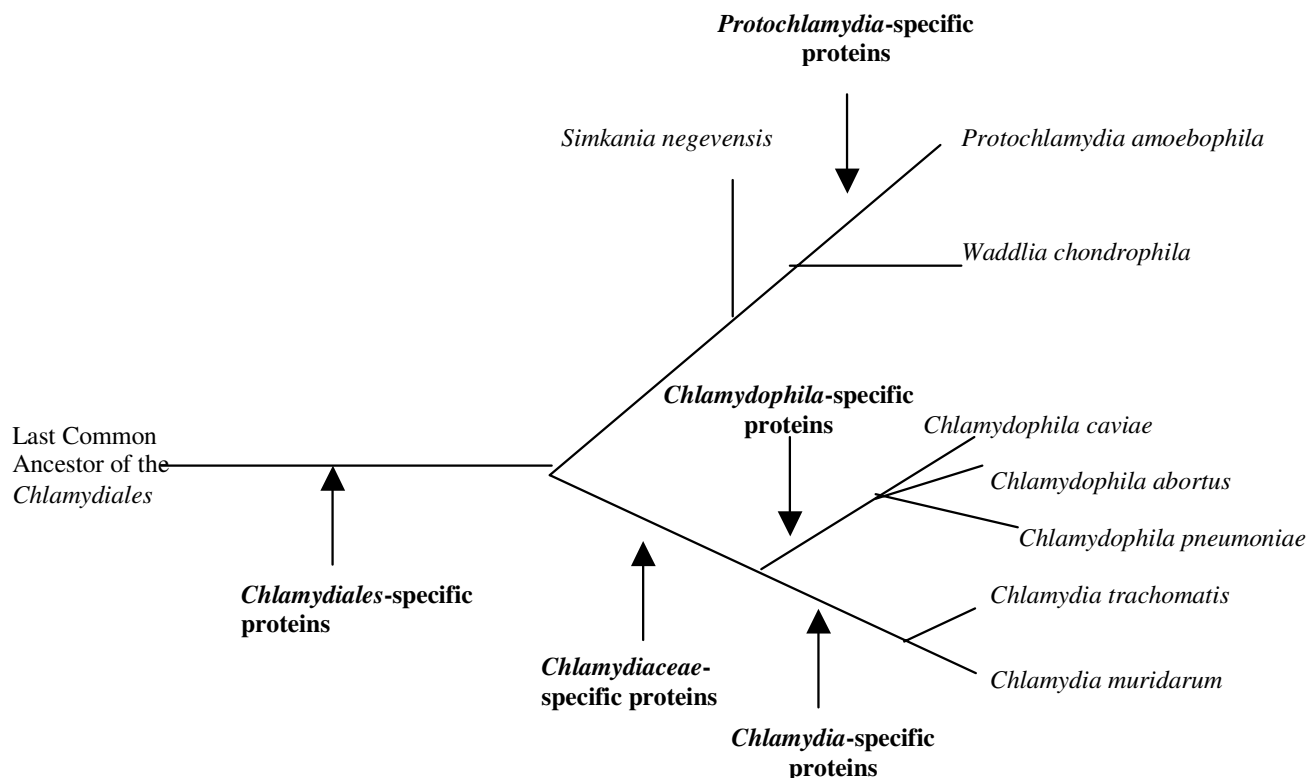 Protochlamydia-specific
proteins
Simkania negevensis
Protochlamydia amoebophila
Waddlia chondrophila
Chlamydophila-specific
proteins
Chlamydophila caviae
Last Common
Ancestor of the
Chlamydiales
Chlamydophila abortus
Chlamydophila pneumoniae
Chlamydiales-specific
proteins
Chlamydia trachomatis
Chlamydiaceae-
specific proteins
Chlamydia muridarum
Chlamydia-specific
proteins